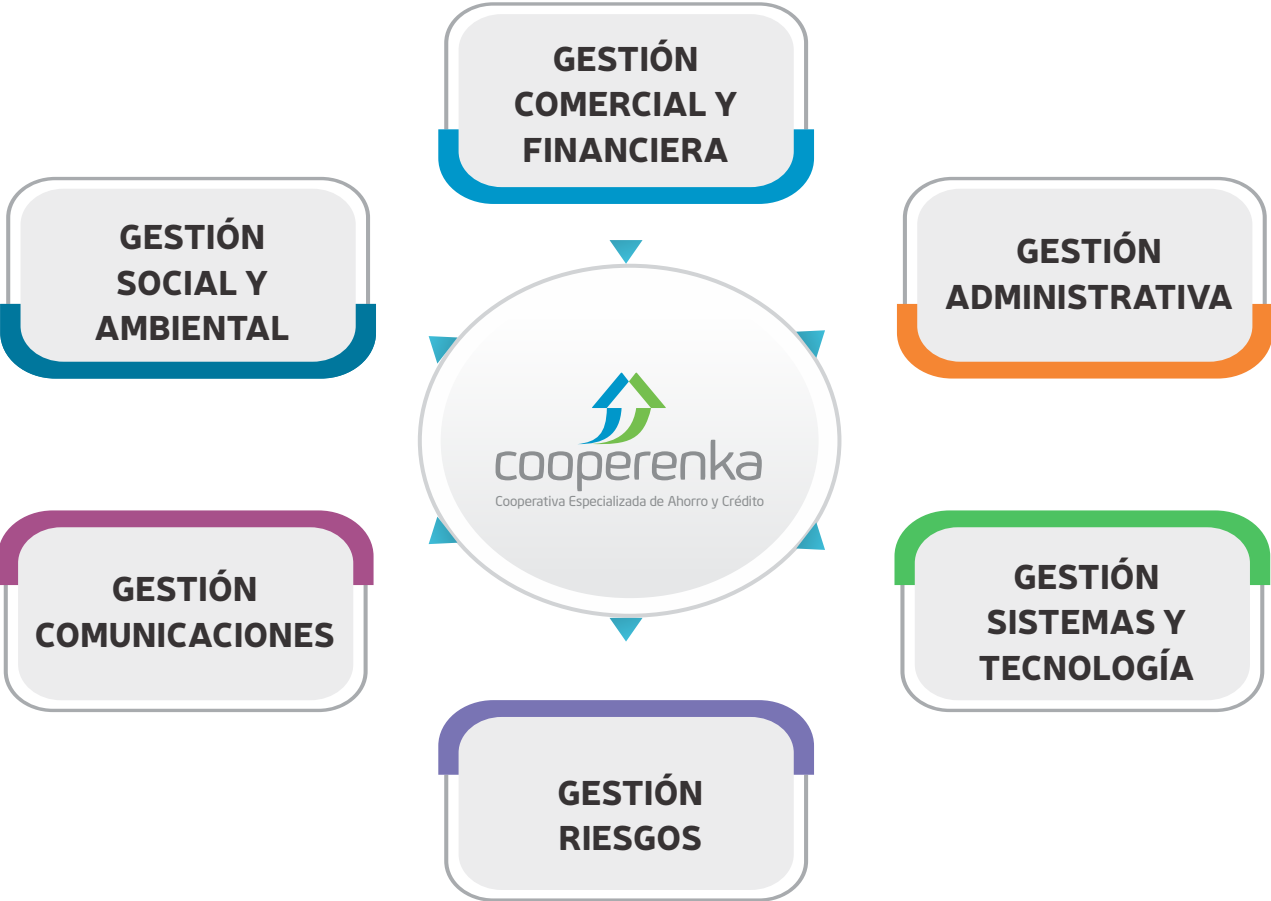 GESTIÓN
COMERCIAL Y
FINANCIERA
GESTIÓN
SOCIAL Y
AMBIENTAL
GESTIÓN
ADMINISTRATIVA
cooperenka
Cooperativa Especializada de Ahorro y Crédito
GESTIÓN
COMUNICACIONES
GESTIÓN
SISTEMAS Y
TECNOLOGÍA
GESTIÓN
RIESGOS